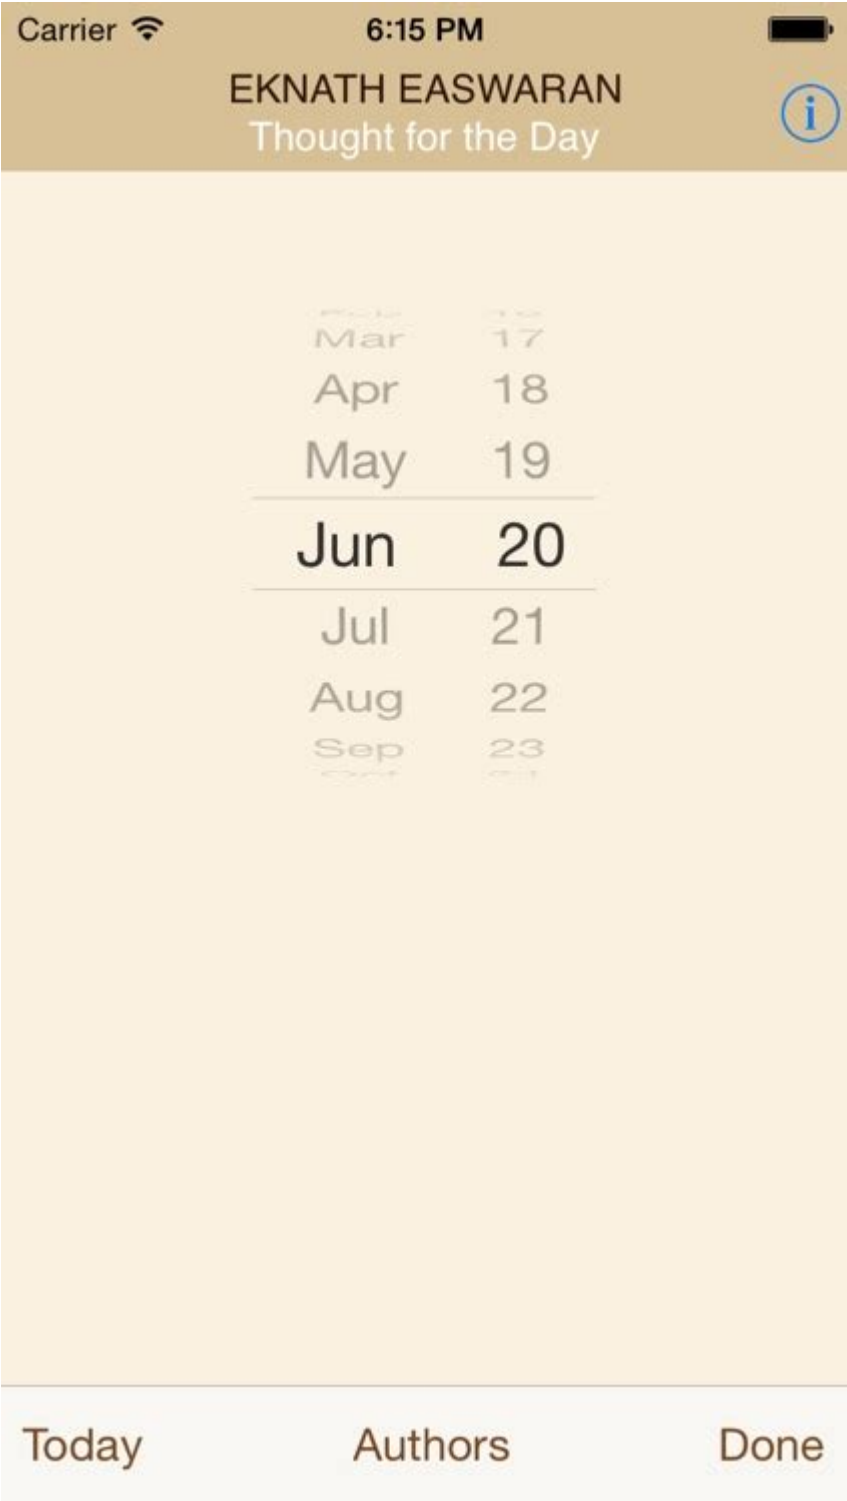 Carrier 6:15 PM
EKNATH EASWARAN
Thought for the Day
i
Mar 17
Apr 18
May 19
Jun 20
Jul 21
Aug 22
Sep 23
Today Authors Done